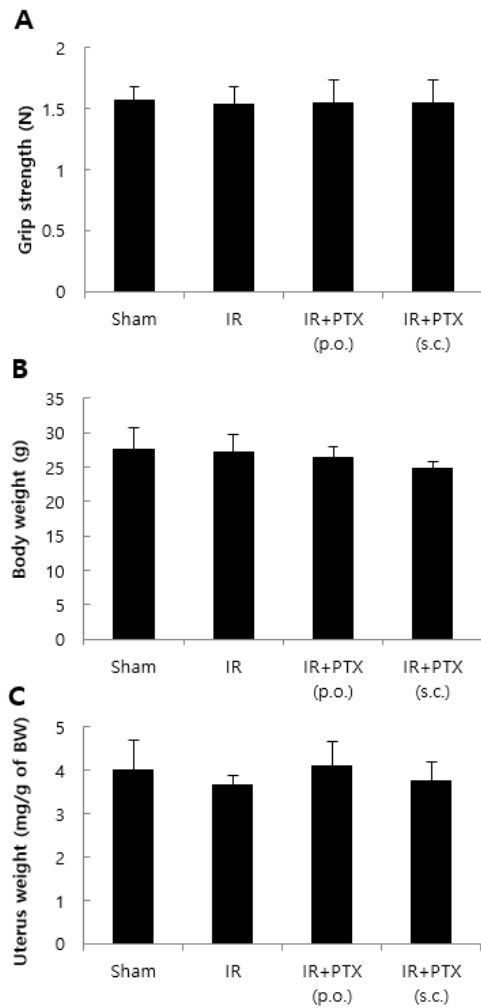 A
Grip strength (N)
2
1.5
1
0.5
0
Sham IR IR+PTX IR+PTX
(p.o.) (s.c.)
B
Body weight (g)
35
30
25
20
15
10
5
0
Sham IR IR+PTX IR+PTX
(p.o.) (s.c.)
C
Uterus weight (mg/g of BW)
5
4
3
2
1
0
Sham IR IR+PTX IR+PTX
(p.o.) (s.c.)